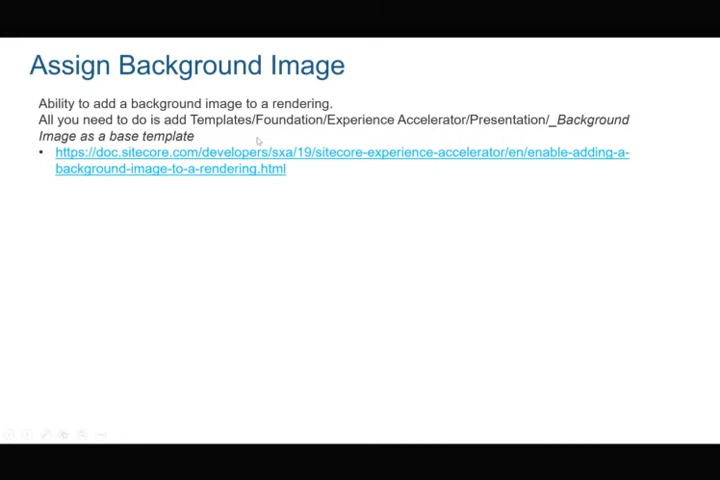 Assign Background Image
Ability to add a background image to a rendering.
All you need to do is add Templates/Foundation/Experience Accelerator/Presentation/_Background
Image as a base template
• https://doc.sitecore.com/developers/sxa/19/sitecore-experience-accelerator/en/enable-adding-a-
background-image-to-a-rendering.html